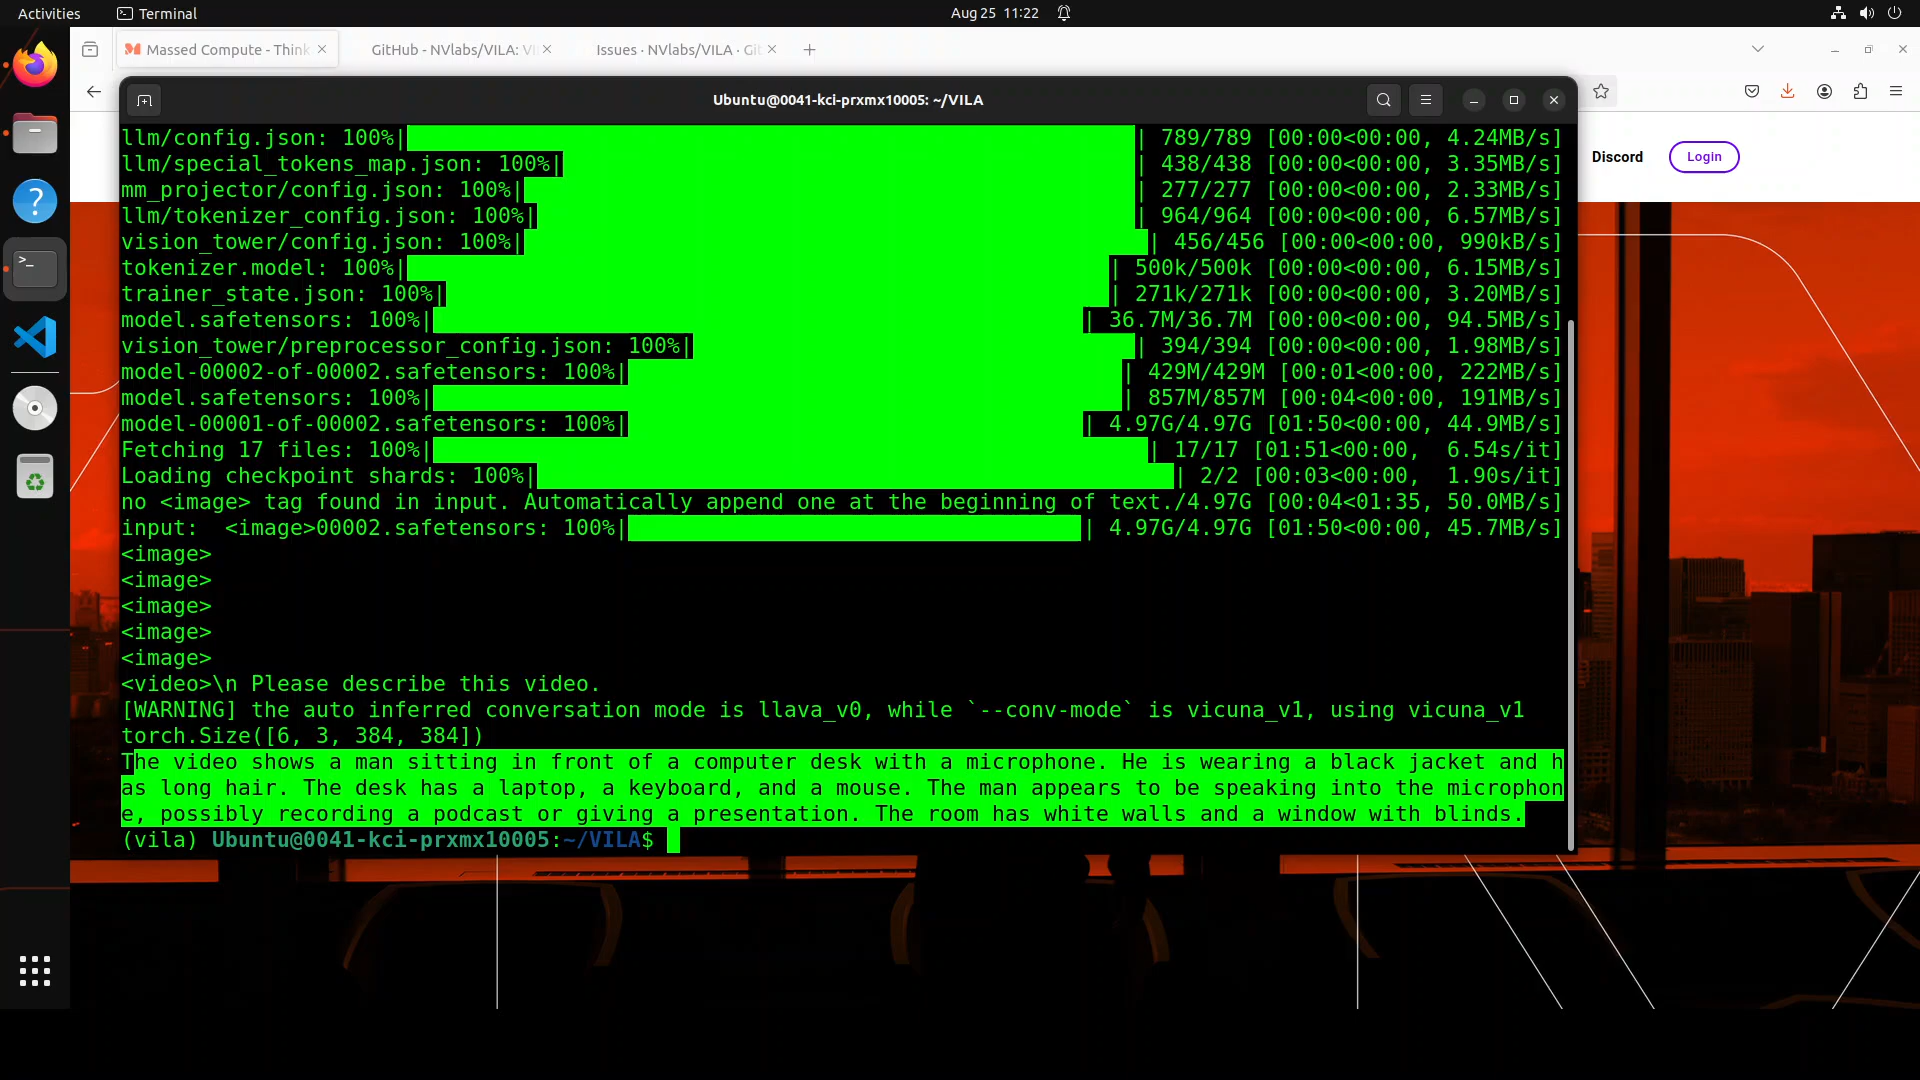 Activities
Terminal
Aug 25 11:22
Massed Compute - Think
GitHub - NVlabs/VILA: VI
Issues · NVlabs/VILA · Git
Ubuntu@0041-kci-prxmx10005: ~/VILA
Discord
Login
llm/config.json: 100%| | 789/789 [00:00<00:00, 4.24MB/s]
llm/special_tokens_map.json: 100%| | 438/438 [00:00<00:00, 3.35MB/s]
mm_projector/config.json: 100%| | 277/277 [00:00<00:00, 2.33MB/s]
llm/tokenizer_config.json: 100%| | 964/964 [00:00<00:00, 6.57MB/s]
vision_tower/config.json: 100%| | 456/456 [00:00<00:00, 990kB/s]
tokenizer.model: 100%| | 500k/500k [00:00<00:00, 6.15MB/s]
trainer_state.json: 100%| | 271k/271k [00:00<00:00, 3.20MB/s]
model.safetensors: 100%| | 36.7M/36.7M [00:00<00:00, 94.5MB/s]
vision_tower/preprocessor_config.json: 100%| | 394/394 [00:00<00:00, 1.98MB/s]
model-00002-of-00002.safetensors: 100%| | 429M/429M [00:01<00:00, 222MB/s]
model.safetensors: 100%| | 857M/857M [00:04<00:00, 191MB/s]
model-00001-of-00002.safetensors: 100%| | 4.97G/4.97G [01:50<00:00, 44.9MB/s]
Fetching 17 files: 100%| | 17/17 [01:51<00:00, 6.54s/it]
Loading checkpoint shards: 100%| | 2/2 [00:03<00:00, 1.90s/it]
no <image> tag found in input. Automatically append one at the beginning of text./4.97G [00:04<01:35, 50.0MB/s]
input: <image>00002.safetensors: 100%| | 4.97G/4.97G [01:50<00:00, 45.7MB/s]
<image>
<image>
<image>
<image>
<image>
<video>\n Please describe this video.
[WARNING] the auto inferred conversation mode is llava_v0, while `--conv-mode` is vicuna_v1, using vicuna_v1
torch.Size([6, 3, 384, 384])
The video shows a man sitting in front of a computer desk with a microphone. He is wearing a black jacket and h
as long hair. The desk has a laptop, a keyboard, and a mouse. The man appears to be speaking into the microphon
e, possibly recording a podcast or giving a presentation. The room has white walls and a window with blinds.
(vila) Ubuntu@0041-kci-prxmx10005:~/VILA$